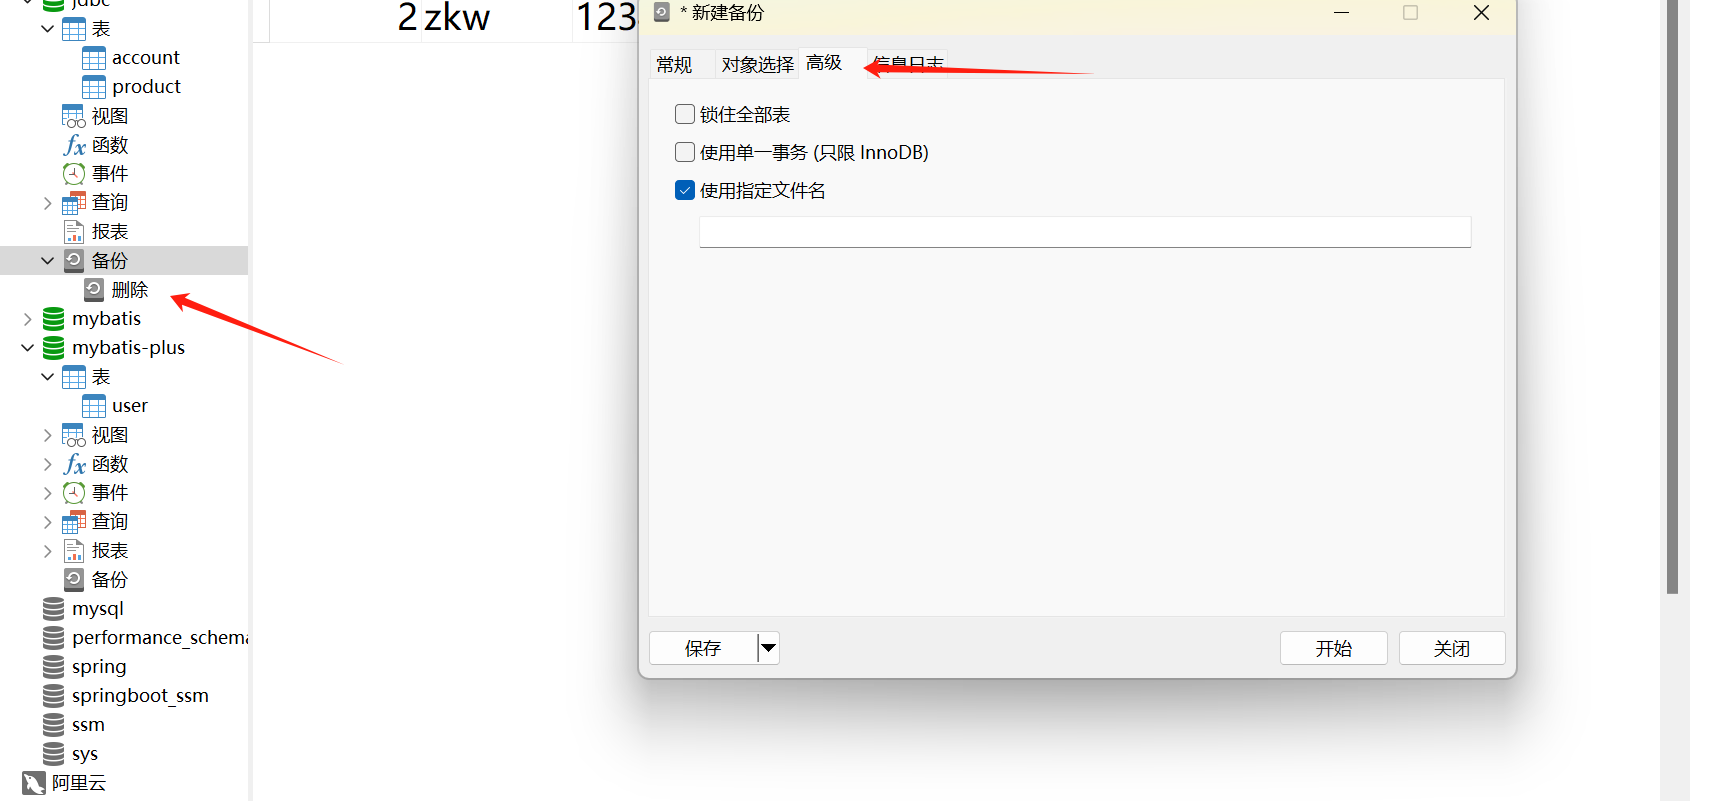 jdbc
表
account
product
视图
函数
事件
查询
报表
备份
删除
mybatis
mybatis-plus
表
user
视图
函数
事件
查询
报表
备份
mysql
performance_schema
spring
springboot_ssm
ssm
sys
阿里云
2 zkw 123
* 新建备份
常规 对象选择 高级 信息日志
锁住全部表
使用单一事务 (只限 InnoDB)
使用指定文件名
保存 开始 关闭